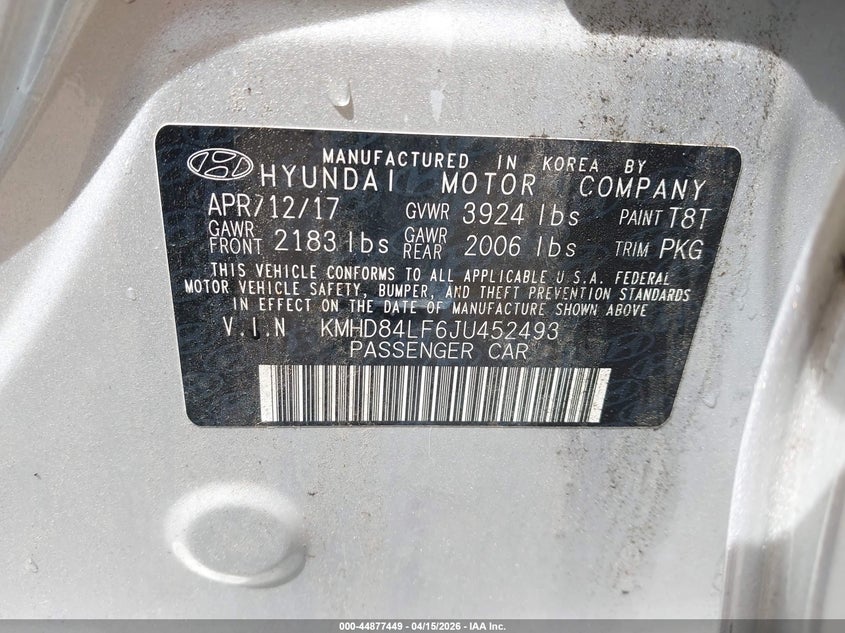 MANUFACTURED IN KOREA BY
HYUNDAI MOTOR COMPANY
APR/12/17 GVWR 3924 lbs PAINT T8T
GAWR FRONT 2183 lbs GAWR REAR 2006 lbs TRIM PKG
THIS VEHICLE CONFORMS TO ALL APPLICABLE U.S.A. FEDERAL
MOTOR VEHICLE SAFETY, BUMPER, AND THEFT PREVENTION STANDARDS
IN EFFECT ON THE DATE OF MANUFACTURE SHOWN ABOVE
V.I.N KMHD84LF6JU452493
PASSENGER CAR
000-44877449 - 04/15/2026 - IAA Inc.